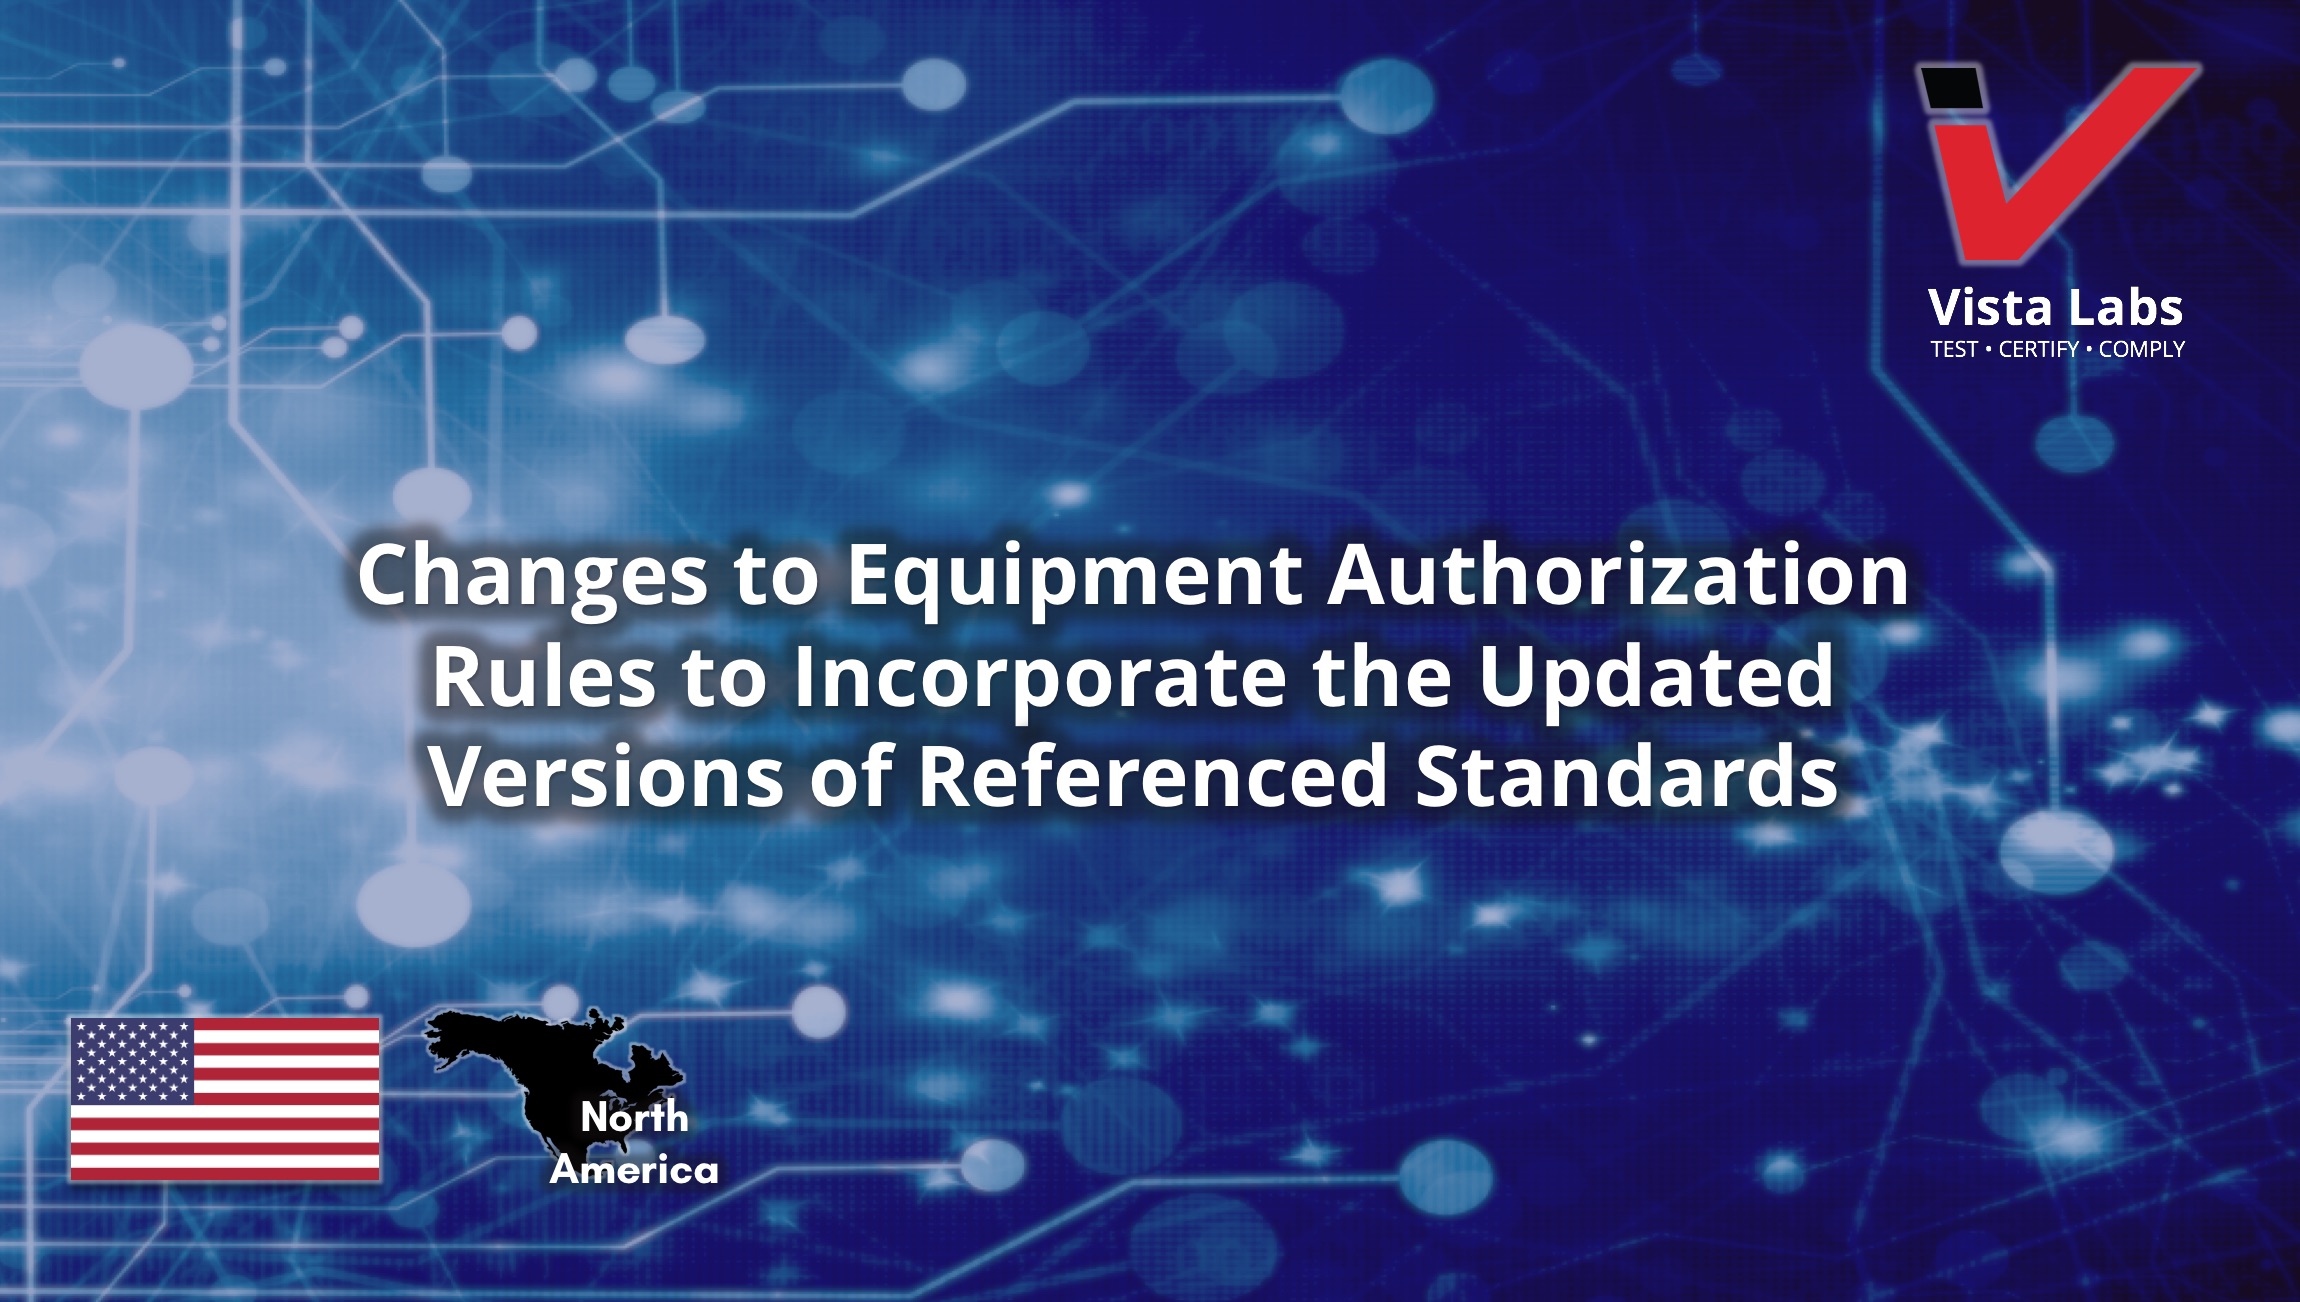 Vista Labs
TEST • CERTIFY • COMPLY
Changes to Equipment Authorization
Rules to Incorporate the Updated
Versions of Referenced Standards
North
America